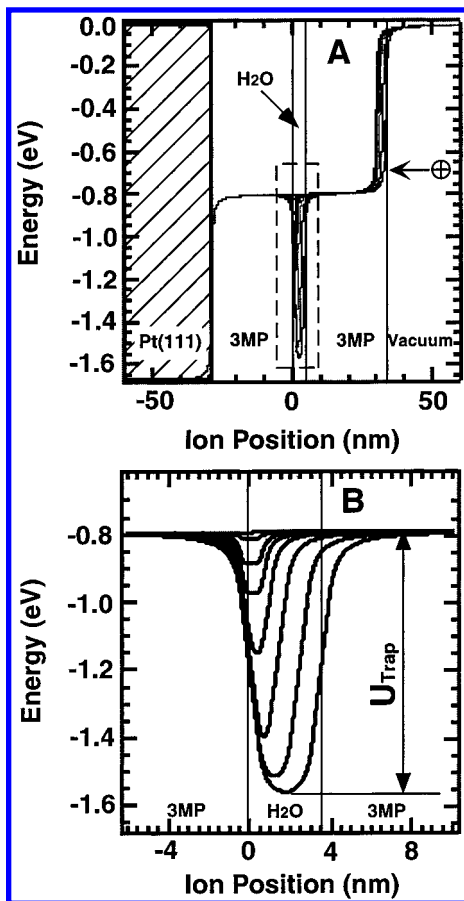 A
H2O
⊕
Energy (eV)
0.0
-0.2
-0.4
-0.6
-0.8
-1.0
-1.2
-1.4
-1.6
Pt(111)
3MP
3MP
Vacuum
-50
0
50
Ion Position (nm)
B
Energy (eV)
-0.8
-1.0
-1.2
-1.4
-1.6
UTrap
3MP
H2O
3MP
-4
0
4
8
Ion Position (nm)